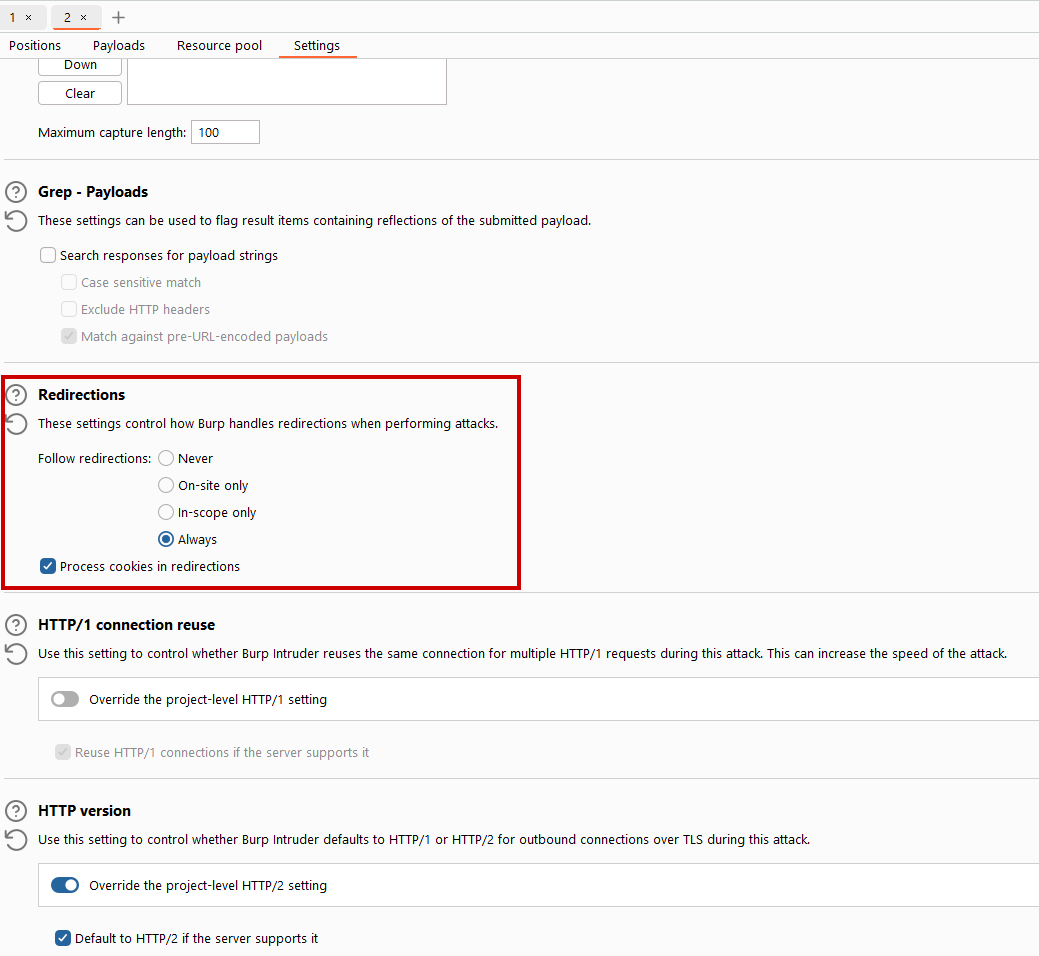 1 × 2 × +
Positions Payloads Resource pool Settings
Down
Clear
Maximum capture length: 100
? Grep - Payloads
These settings can be used to flag result items containing reflections of the submitted payload.
Search responses for payload strings
Case sensitive match
Exclude HTTP headers
Match against pre-URL-encoded payloads
? Redirections
These settings control how Burp handles redirections when performing attacks.
Follow redirections: Never
On-site only
In-scope only
Always
Process cookies in redirections
? HTTP/1 connection reuse
Use this setting to control whether Burp Intruder reuses the same connection for multiple HTTP/1 requests during this attack. This can increase the speed of the attack.
Override the project-level HTTP/1 setting
Reuse HTTP/1 connections if the server supports it
? HTTP version
Use this setting to control whether Burp Intruder defaults to HTTP/1 or HTTP/2 for outbound connections over TLS during this attack.
Override the project-level HTTP/2 setting
Default to HTTP/2 if the server supports it